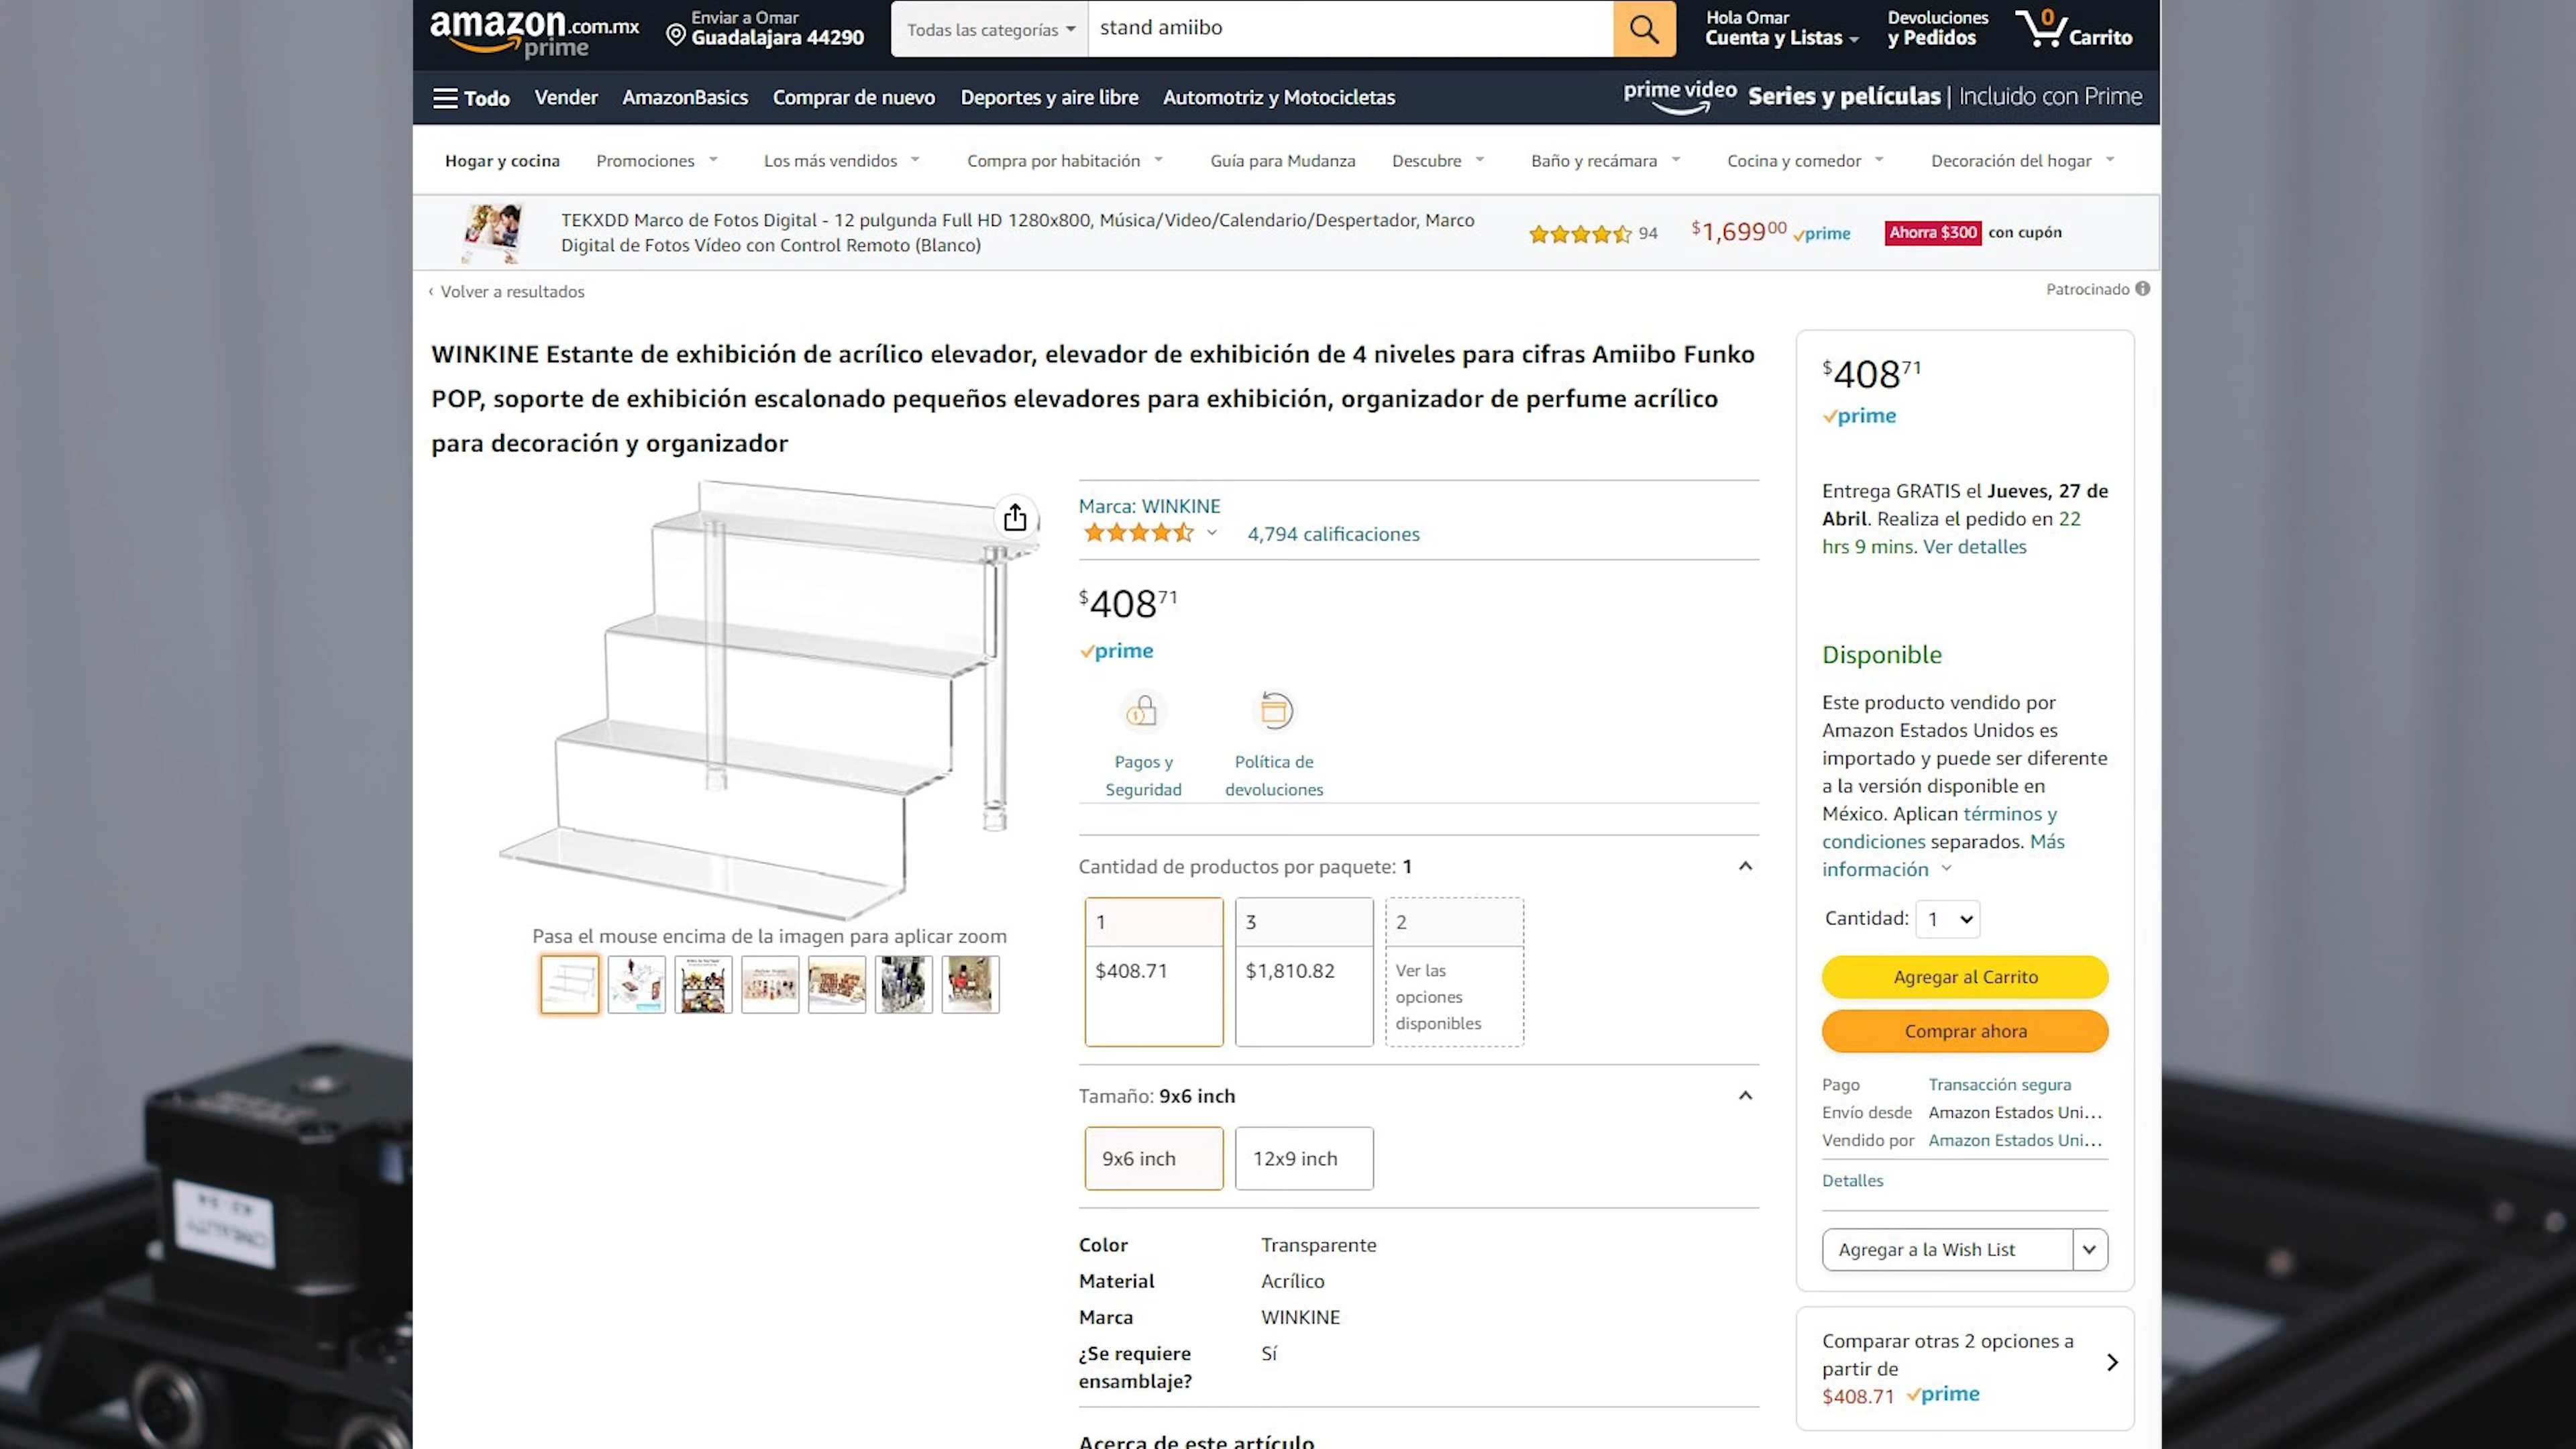 amazon.com.mx
prime
Enviar a Omar
Guadalajara 44290
Todas las categorías
stand amiibo
Hola Omar
Cuenta y Listas
Devoluciones
y Pedidos
0
Carrito
Todo
Vender
AmazonBasics
Comprar de nuevo
Deportes y aire libre
Automotriz y Motocicletas
prime video
Series y películas | Incluido con Prime
Hogar y cocina
Promociones
Los más vendidos
Compra por habitación
Guía para Mudanza
Descubre
Baño y recámara
Cocina y comedor
Decoración del hogar
TEKXDD Marco de Fotos Digital - 12 pulgunda Full HD 1280x800, Música/Video/Calendario/Despertador, Marco
Digital de Fotos Vídeo con Control Remoto (Blanco)
94
$1,69900
prime
Ahorra $300 con cupón
‹ Volver a resultados
Patrocinado
WINKINE Estante de exhibición de acrílico elevador, elevador de exhibición de 4 niveles para cifras Amiibo Funko
POP, soporte de exhibición escalonado pequeños elevadores para exhibición, organizador de perfume acrílico
para decoración y organizador
Pasa el mouse encima de la imagen para aplicar zoom
Marca: WINKINE
4,794 calificaciones
$40871
prime
Pagos y
Seguridad
Política de
devoluciones
Cantidad de productos por paquete: 1
1
$408.71
3
$1,810.82
2
Ver las
opciones
disponibles
Tamaño: 9x6 inch
9x6 inch
12x9 inch
Color Transparente
Material Acrílico
Marca WINKINE
¿Se requiere Sí
ensamblaje?
Acerca de este artículo
$40871
prime
Entrega GRATIS el Jueves, 27 de
Abril. Realiza el pedido en 22
hrs 9 mins. Ver detalles
Disponible
Este producto vendido por
Amazon Estados Unidos es
importado y puede ser diferente
a la versión disponible en
México. Aplican términos y
condiciones separados. Más
información
Cantidad: 1
Agregar al Carrito
Comprar ahora
Pago Transacción segura
Envío desde Amazon Estados Uni...
Vendido por Amazon Estados Uni...
Detalles
Agregar a la Wish List
Comparar otras 2 opciones a
partir de
$408.71 prime